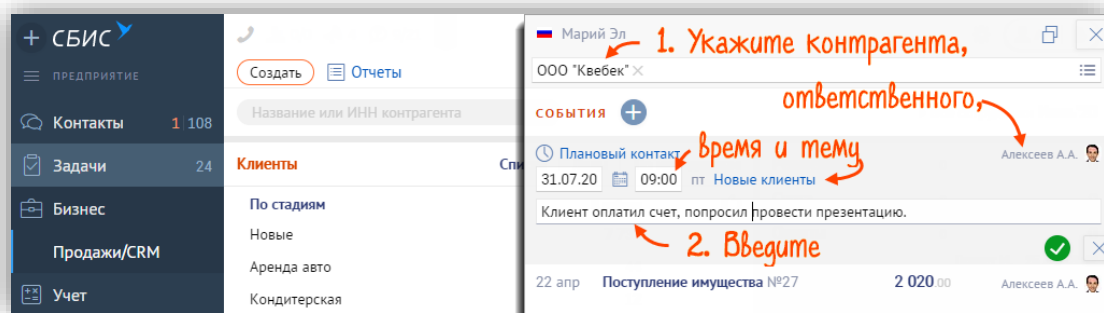 СБИС
ПРЕДПРИЯТИЕ
Контакты 1 108
Задачи 24
Бизнес
Продажи/CRM
Учет
Создать Отчеты
Название или ИНН контрагента
Клиенты Спи
По стадиям
Новые
Аренда авто
Кондитерская
Марий Эл
1. Укажите контрагента,
ООО "Квебек"
ответственного,
СОБЫТИЯ
время и тему
Плановый контакт Алексеев А.А.
31.07.20 09:00 пт Новые клиенты
Клиент оплатил счет, попросил провести презентацию.
2. Введите
22 апр Поступление имущества №27 2 020.00 Алексеев А.А.